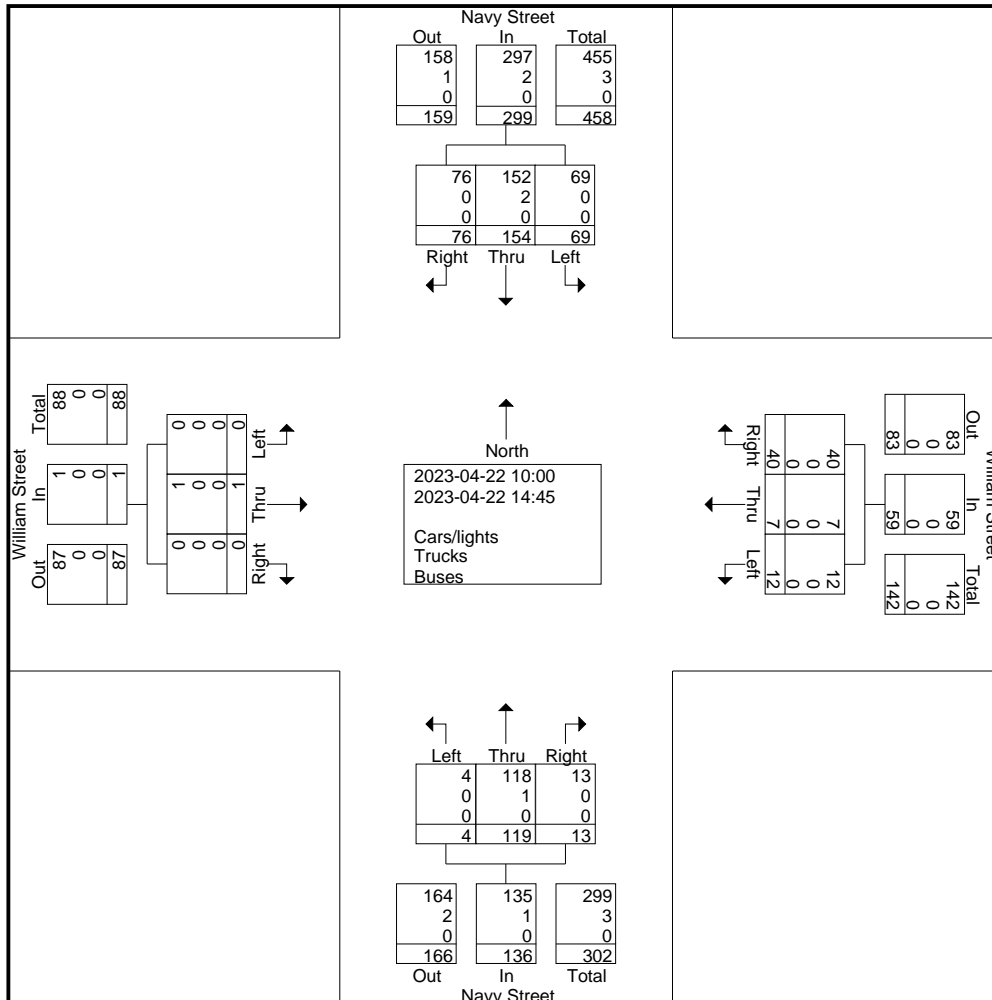 Navy Street
Out In Total
158 297 455
1 2 3
0 0 0
159 299 458
76 152 69
0 2 0
0 0 0
76 154 69
Right Thru Left
William Street
Total
88
0
0
88
In
1
0
0
1
Out
87
0
0
87
Left
0
0
0
0
Thru
1
0
0
1
Right
0
0
0
0
North
2023-04-22 10:00
2023-04-22 14:45
Cars/lights
Trucks
Buses
Right
40
0
0
40
Thru
7
0
0
7
Left
12
0
0
12
William Street
Out
83
0
0
83
In
59
0
0
59
Total
142
0
0
142
Left Thru Right
4 118 13
0 1 0
0 0 0
4 119 13
164 135 299
2 1 3
0 0 0
166 136 302
Out In Total
Navy Street